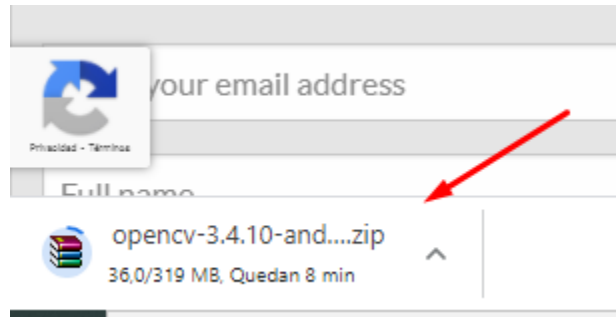 your email address
Privacidad - Términos
Full name
opencv-3.4.10-and....zip
36,0/319 MB, Quedan 8 min